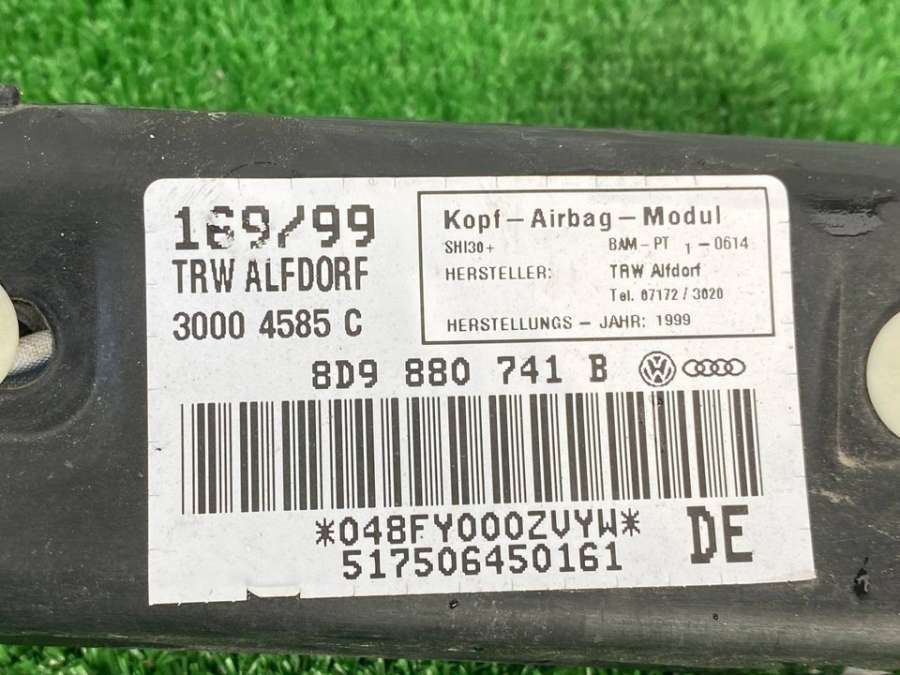 169/99
TRW ALFDORF
3000 4585 C
Kopf - Airbag - Modul
SHI30+ BAM - PT 1 - 0614
HERSTELLER: TRW Alfdorf
Tel. 07172 / 3020
HERSTELLUNGS - JAHR: 1999
8D9 880 741 B
*048FY000ZVYW*
517506450161
DE